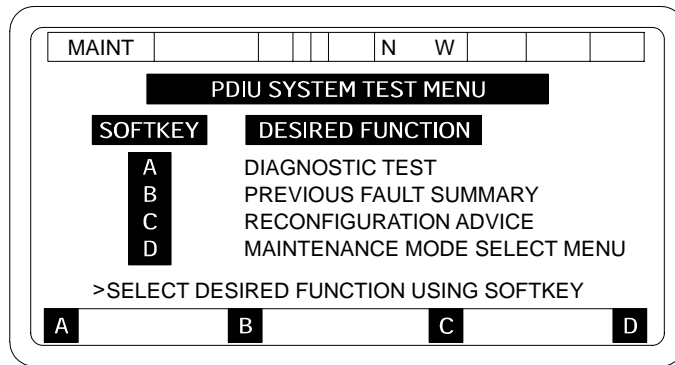 MAINT N W
PDIU SYSTEM TEST MENU
SOFTKEY DESIRED FUNCTION
A DIAGNOSTIC TEST
B PREVIOUS FAULT SUMMARY
C RECONFIGURATION ADVICE
D MAINTENANCE MODE SELECT MENU
>SELECT DESIRED FUNCTION USING SOFTKEY
A B C D